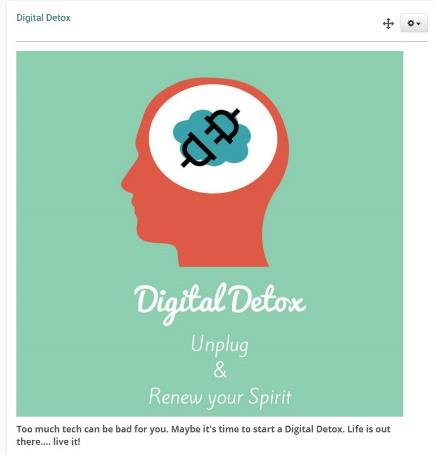 Digital Detox
Digital Detox
Unplug
&
Renew your Spirit
Too much tech can be bad for you. Maybe it's time to start a Digital Detox. Life is out
there.... live it!